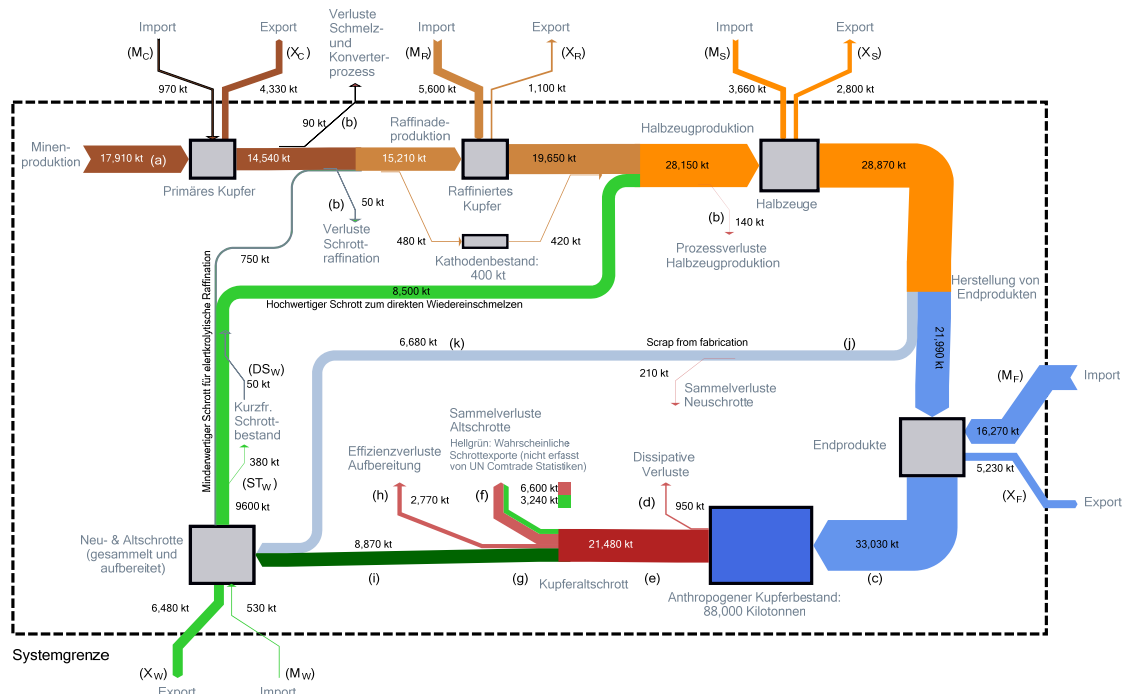 Import
(M_C)
970 kt
Export
(X_C)
4,330 kt
Verluste
Schmelz-
und
Konverter-
prozess
90 kt
(b)
Import
(M_R)
5,600 kt
Export
(X_R)
1,100 kt
Import
(M_S)
3,660 kt
Export
(X_S)
2,800 kt
Minen-
produktion
17,910 kt
(a)
Primäres Kupfer
14,540 kt
Raffinade-
produktion
15,210 kt
Raffiniertes
Kupfer
19,650 kt
Halbzeugproduktion
28,150 kt
Halbzeuge
28,870 kt
(b)
50 kt
Verluste
Schrott-
raffination
480 kt
420 kt
Kathodenbestand:
400 kt
(b)
140 kt
Prozessverluste
Halbzeugproduktion
750 kt
Minderwertiger Schrott für elertkrolytische Raffination
8,500 kt
Hochwertiger Schrott zum direkten Wiedereinschmelzen
Herstellung von
Endprodukten
21,990 kt
6,680 kt
(k)
Scrap from fabrication
(j)
210 kt
Sammelverluste
Neuschrotte
(DS_W)
50 kt
Kurzfr.
Schrott-
bestand
380 kt
(ST_W)
9600 kt
(M_F)
Import
16,270 kt
Endprodukte
5,230 kt
(X_F)
Export
Effizienzverluste
Aufbereitung
(h)
2,770 kt
Sammelverluste
Altschrotte
Hellgrün: Wahrscheinliche
Schrottexporte (nicht erfasst
von UN Comtrade Statistiken)
(f)
6,600 kt
3,240 kt
Dissipative
Verluste
(d)
950 kt
Neu- & Altschrotte
(gesammelt und
aufbereitet)
8,870 kt
(i)
(g)
21,480 kt
Kupferaltschrott
(e)
33,030 kt
(c)
Anthropogener Kupferbestand:
88,000 Kilotonnen
6,480 kt
530 kt
Systemgrenze
(X_W)
Export
(M_W)
Import